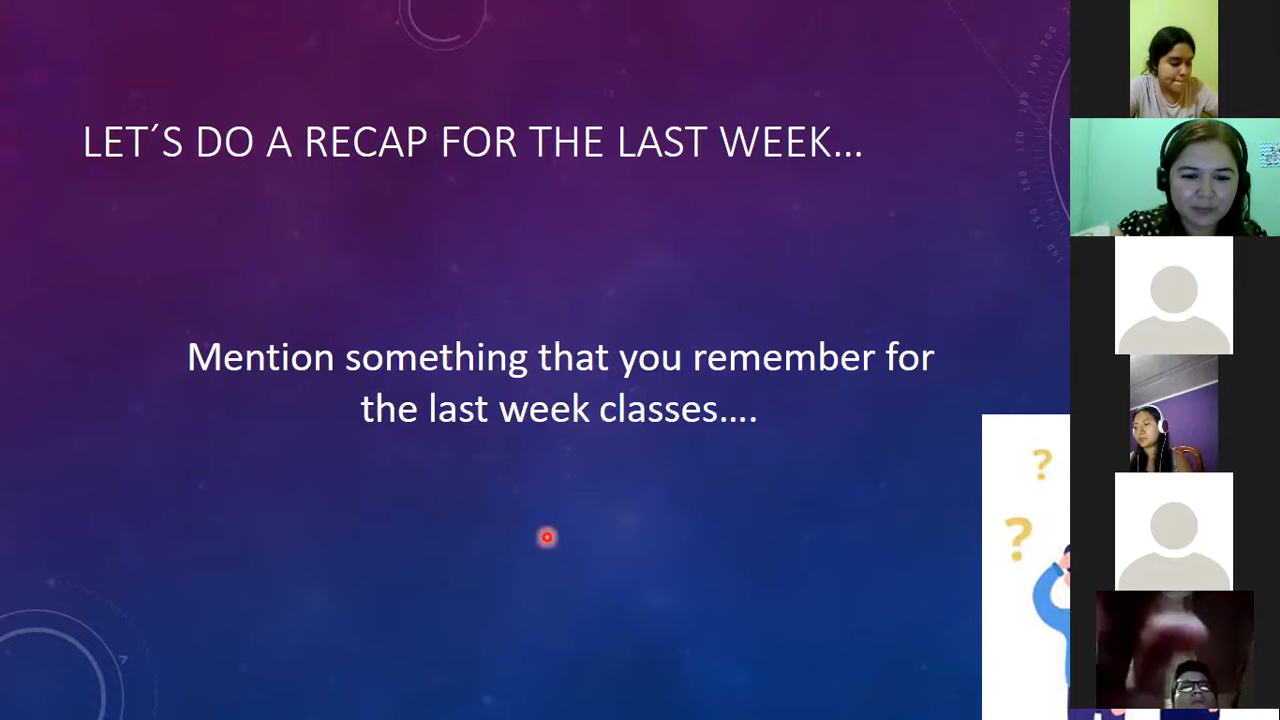 LET´S DO A RECAP FOR THE LAST WEEK…
Mention something that you remember for
the last week classes….
?
?